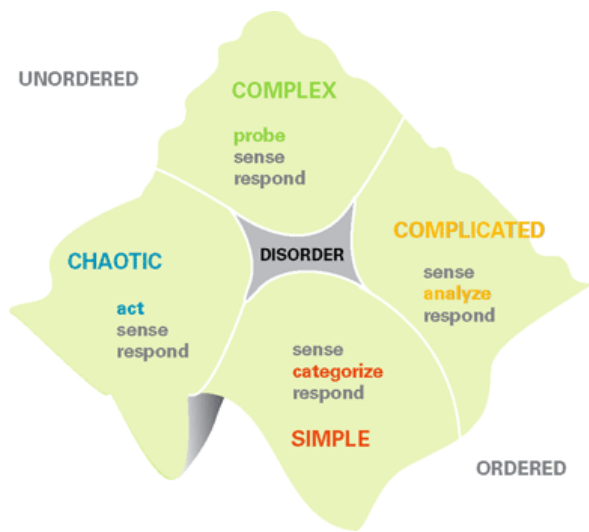 UNORDERED
COMPLEX
probe
sense
respond
CHAOTIC
act
sense
respond
DISORDER
COMPLICATED
sense
analyze
respond
sense
categorize
respond
SIMPLE
ORDERED